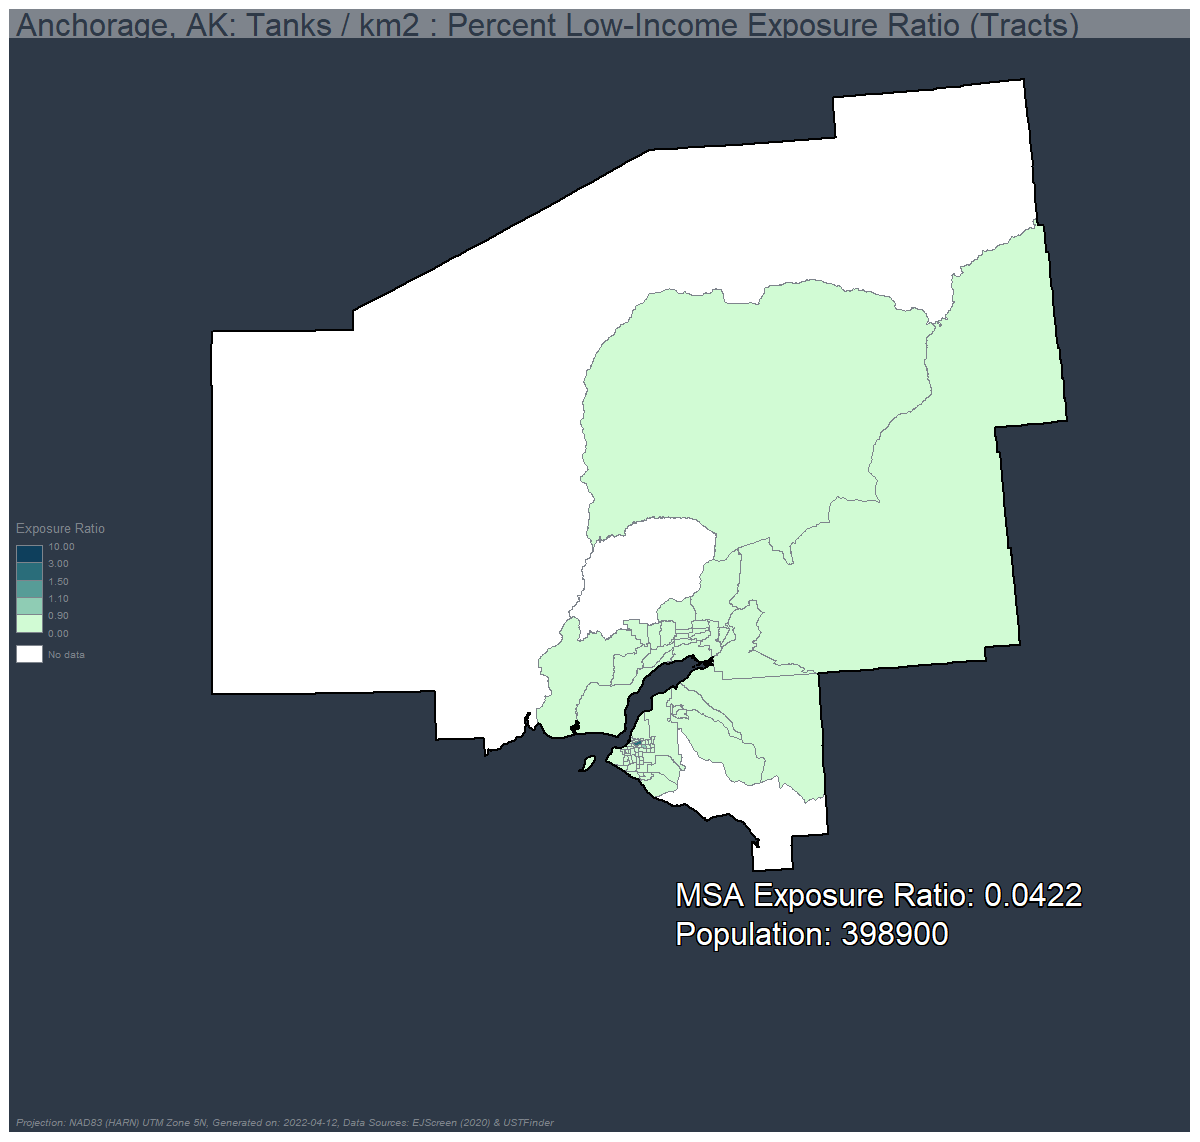 Anchorage, AK: Tanks / km2 : Percent Low-Income Exposure Ratio (Tracts)
Exposure Ratio
10.00
3.00
1.50
1.10
0.90
0.00
No data
MSA Exposure Ratio: 0.0422
Population: 398900
Projection: NAD83 (HARN) UTM Zone 5N, Generated on: 2022-04-12, Data Sources: EJScreen (2020) & USTFinder